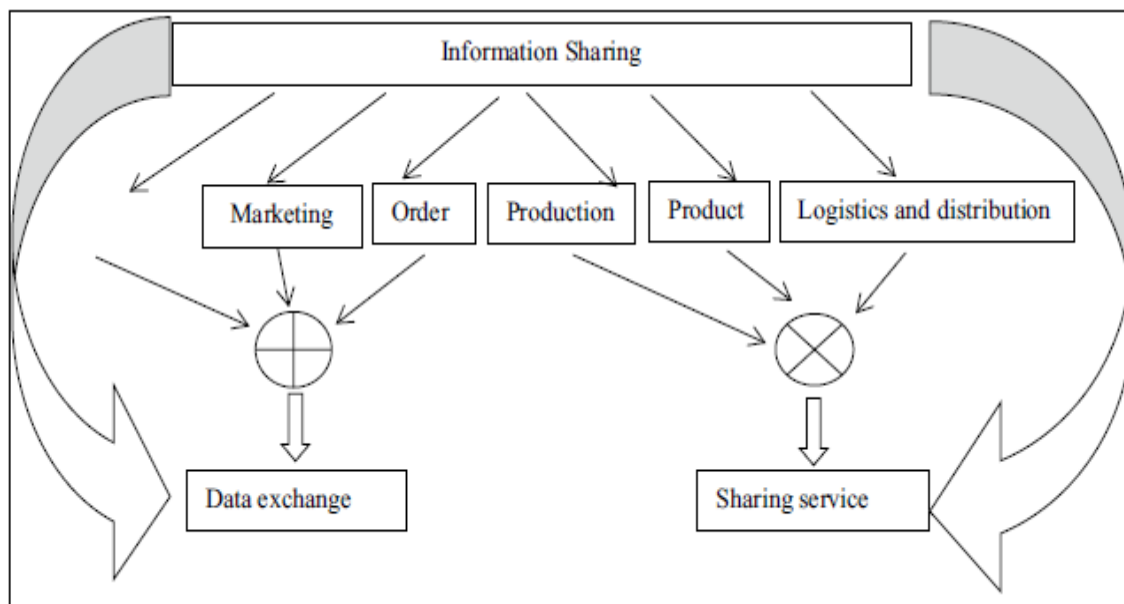 Information Sharing
Marketing
Order
Production
Product
Logistics and distribution
Data exchange
Sharing service